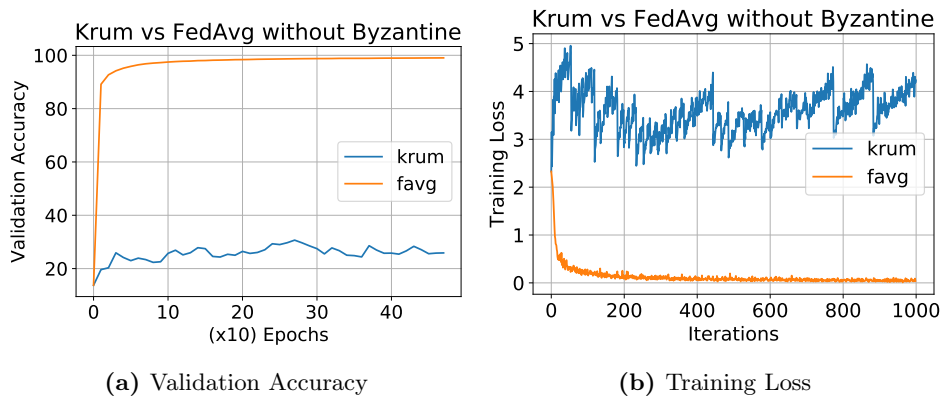 Krum vs FedAvg without Byzantine
100
80
60
40
20
Validation Accuracy
krum
favg
0 10 20 30 40
(x10) Epochs
(a) Validation Accuracy
Krum vs FedAvg without Byzantine
5
4
3
2
1
0
Training Loss
krum
favg
0 200 400 600 800 1000
Iterations
(b) Training Loss